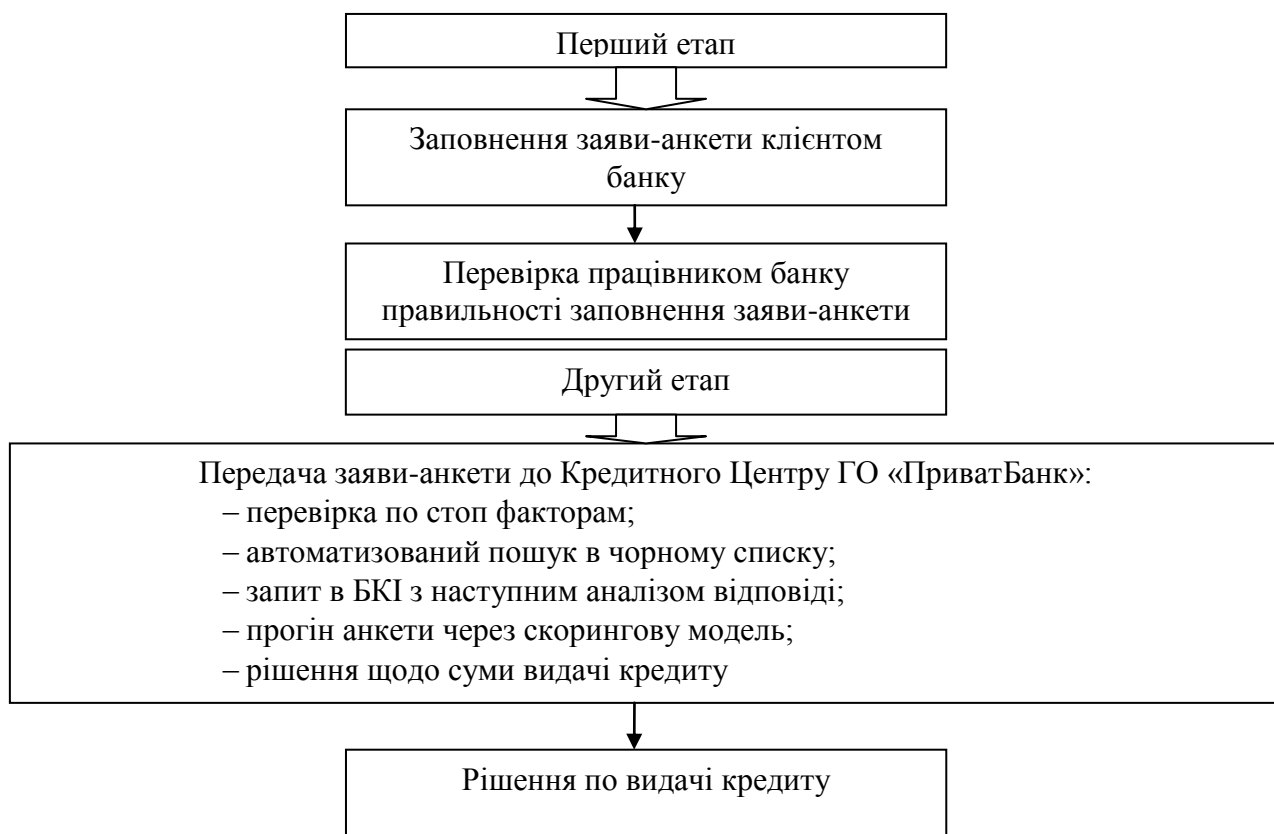 Перший етап
Заповнення заяви-анкети клієнтом
банку
Перевірка працівником банку
правильності заповнення заяви-анкети
Другий етап
Передача заяви-анкети до Кредитного Центру ГО «ПриватБанк»:
– перевірка по стоп факторам;
– автоматизований пошук в чорному списку;
– запит в БКІ з наступним аналізом відповіді;
– прогін анкети через скорингову модель;
– рішення щодо суми видачі кредиту
Рішення по видачі кредиту